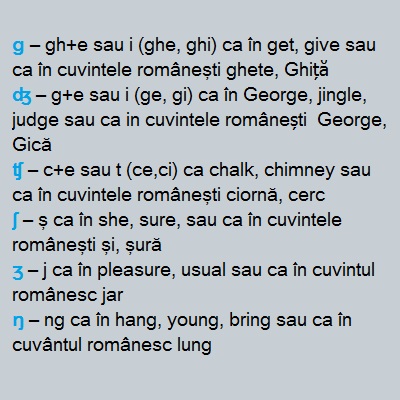 ɡ – gh+e sau i (ghe, ghi) ca în get, give sau
ca în cuvintele românești ghete, Ghiță
ʤ – g+e sau i (ge, gi) ca în George, jingle,
judge sau ca in cuvintele românești  George,
Gică
ʧ – c+e sau t (ce,ci) ca chalk, chimney sau
ca în cuvintele românești ciornă, cerc
ʃ – ș ca în she, sure, sau ca în cuvintele
românești și, șură
ʒ – j ca în pleasure, usual sau ca în cuvintul
românesc jar
ŋ – ng ca în hang, young, bring sau ca în
cuvântul românesc lung